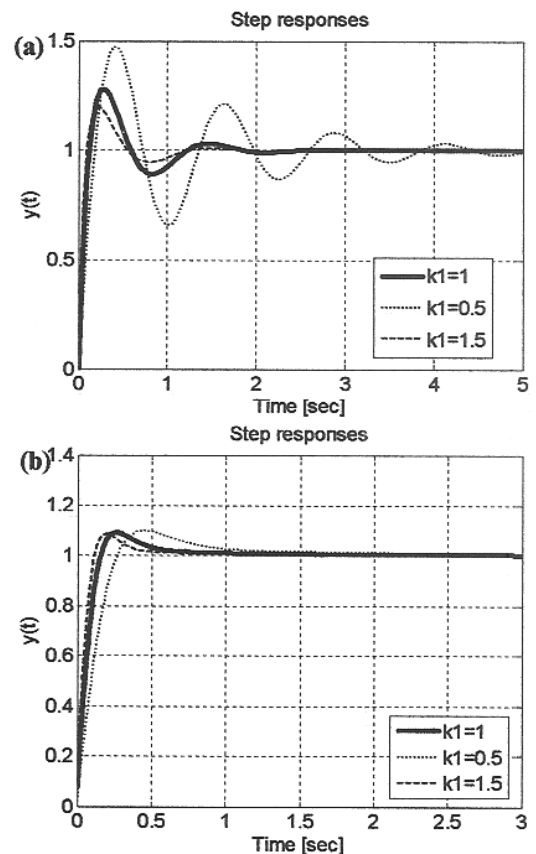 Step responses
(a)
1.5
1
0.5
0
y(t)
k1=1
k1=0.5
k1=1.5
0 1 2 3 4 5
Time [sec]
Step responses
(b)
1.4
1.2
1
0.8
0.6
0.4
0.2
0
y(t)
k1=1
k1=0.5
k1=1.5
0 0.5 1 1.5 2 2.5 3
Time [sec]